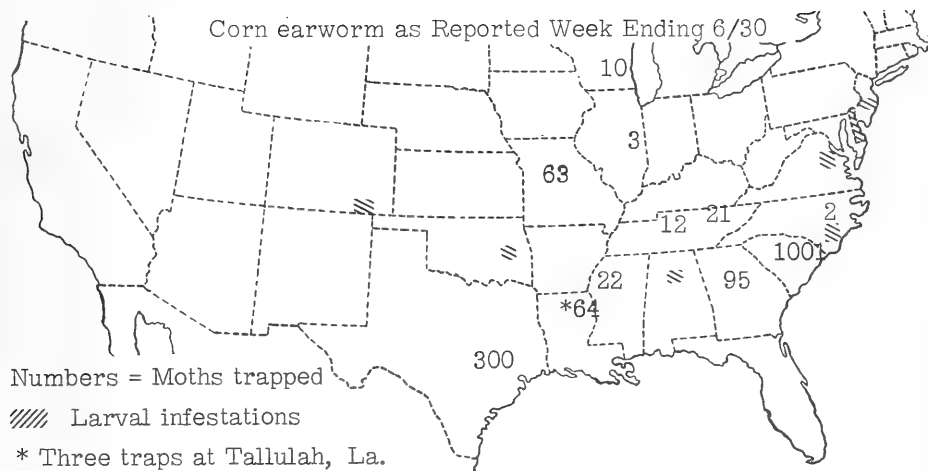 Corn earworm as Reported Week Ending 6/30
10
3
63
2
21
12
1001
22
95
*64
300
Numbers = Moths trapped
Larval infestations
* Three traps at Tallulah, La.